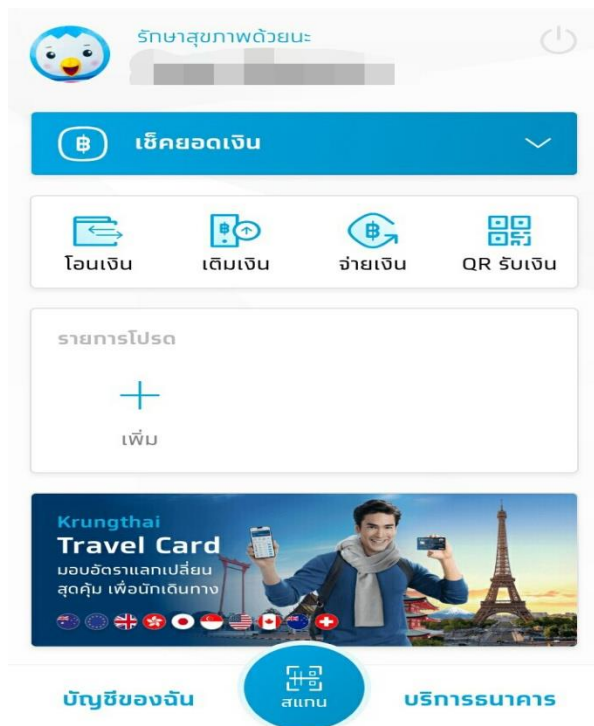 รักษาสุขภาพด้วยนะ
เช็คยอดเงิน
โอนเงิน เติมเงิน จ่ายเงิน QR รับเงิน
รายการโปรด
เพิ่ม
Krungthai
Travel Card
มอบอัตราแลกเปลี่ยน
สุดคุ้ม เพื่อนักเดินทาง
บัญชีของฉัน สแกน บริการธนาคาร